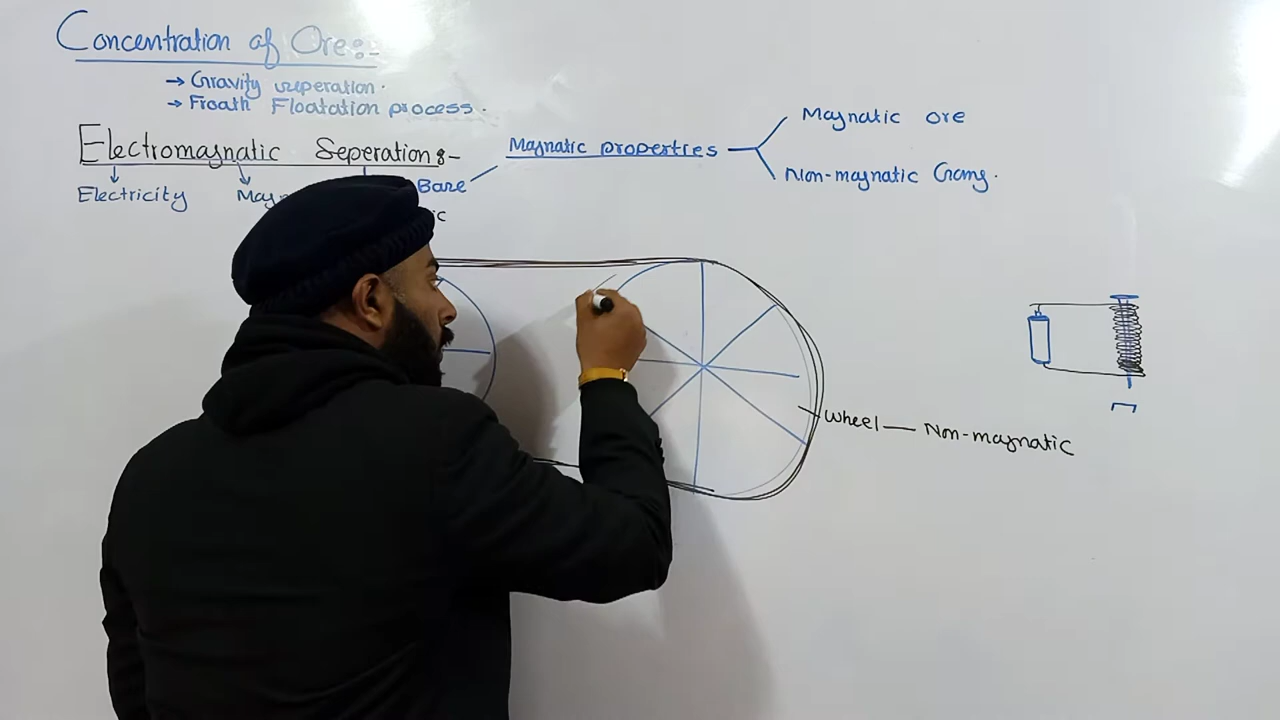 Concentration of Ore:-
→ Gravity seperation.
→ Froath Floatation process.
Electromagnatic Seperation:-
Magnatic properties
Magnatic ore
Non-magnatic Gang.
Electricity
Base
Wheel — Non-magnatic